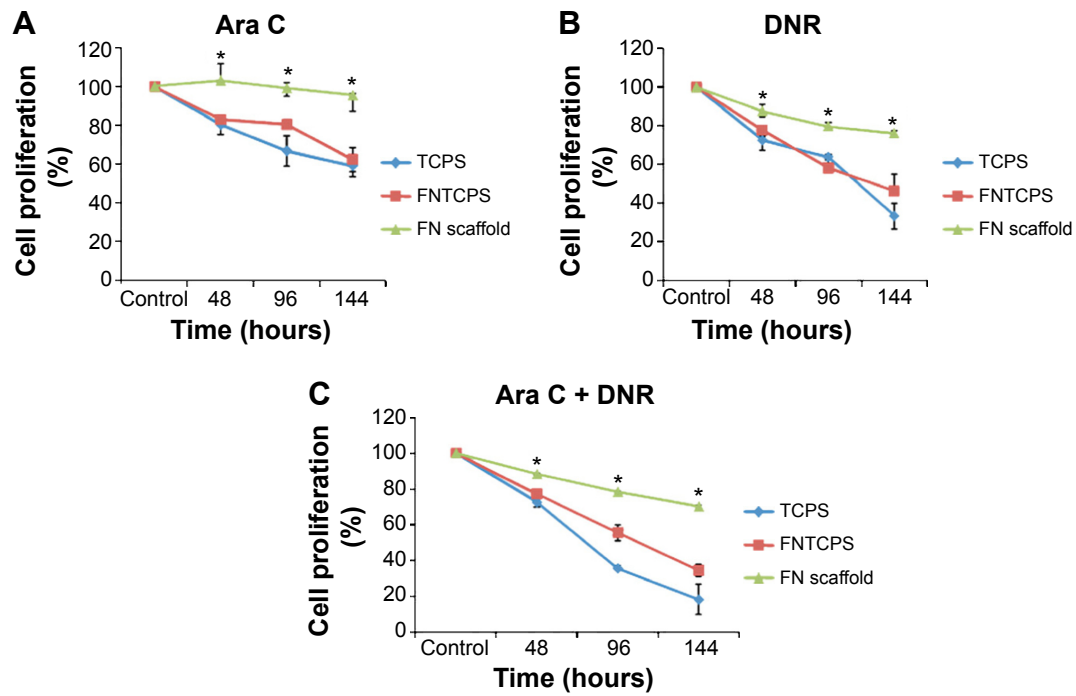 A
Ara C
Cell proliferation
(%)
120
100
80
60
40
20
0
*
*
*
Control
48
96
144
Time (hours)
TCPS
FNTCPS
FN scaffold
B
DNR
Cell proliferation
(%)
120
100
80
60
40
20
0
*
*
*
Control
48
96
144
Time (hours)
TCPS
FNTCPS
FN scaffold
C
Ara C + DNR
Cell proliferation
(%)
120
100
80
60
40
20
0
*
*
*
Control
48
96
144
Time (hours)
TCPS
FNTCPS
FN scaffold